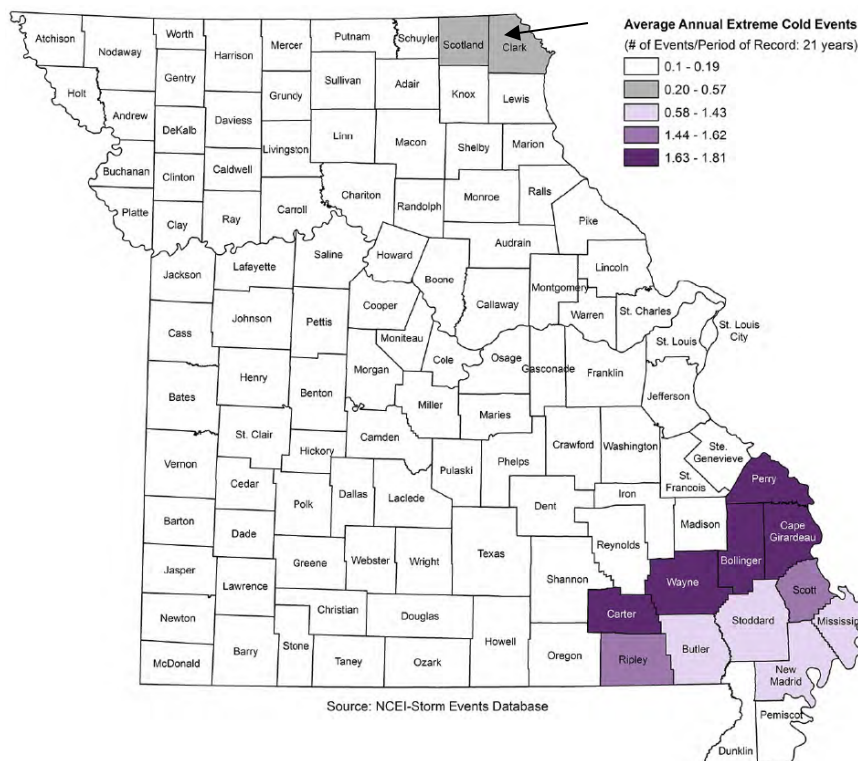 Average Annual Extreme Cold Events
(# of Events/Period of Record: 21 years)
0.1 - 0.19
0.20 - 0.57
0.58 - 1.43
1.44 - 1.62
1.63 - 1.81
Atchison
Nodaway
Worth
Harrison
Mercer
Putnam
Schuyler
Scotland
Clark
Gentry
Sullivan
Adair
Holt
Grundy
Knox
Lewis
Andrew
DeKalb
Daviess
Linn
Macon
Shelby
Marion
Livingston
Buchanan
Clinton
Caldwell
Chariton
Monroe
Ralls
Platte
Clay
Ray
Carroll
Randolph
Pike
Audrain
Saline
Howard
Jackson
Lafayette
Boone
Lincoln
Callaway
Montgomery
Cooper
Warren
St. Charles
Johnson
Pettis
St. Louis
City
Cass
Moniteau
St. Louis
Cole
Osage
Gasconade
Franklin
Henry
Morgan
Bates
Benton
Miller
Jefferson
Maries
St. Clair
Camden
Hickory
Crawford
Washington
Ste.
Genevieve
Vernon
Pulaski
Phelps
St.
Francois
Cedar
Polk
Dallas
Laclede
Perry
Iron
Dent
Barton
Dade
Madison
Cape
Girardeau
Reynolds
Bollinger
Greene
Webster
Wright
Texas
Jasper
Shannon
Wayne
Lawrence
Scott
Christian
Douglas
Carter
Stoddard
Mississip
Newton
Howell
Stone
Barry
Butler
Oregon
Ripley
McDonald
Taney
Ozark
New
Madrid
Source: NCEI-Storm Events Database
Pemiscot
Dunklin